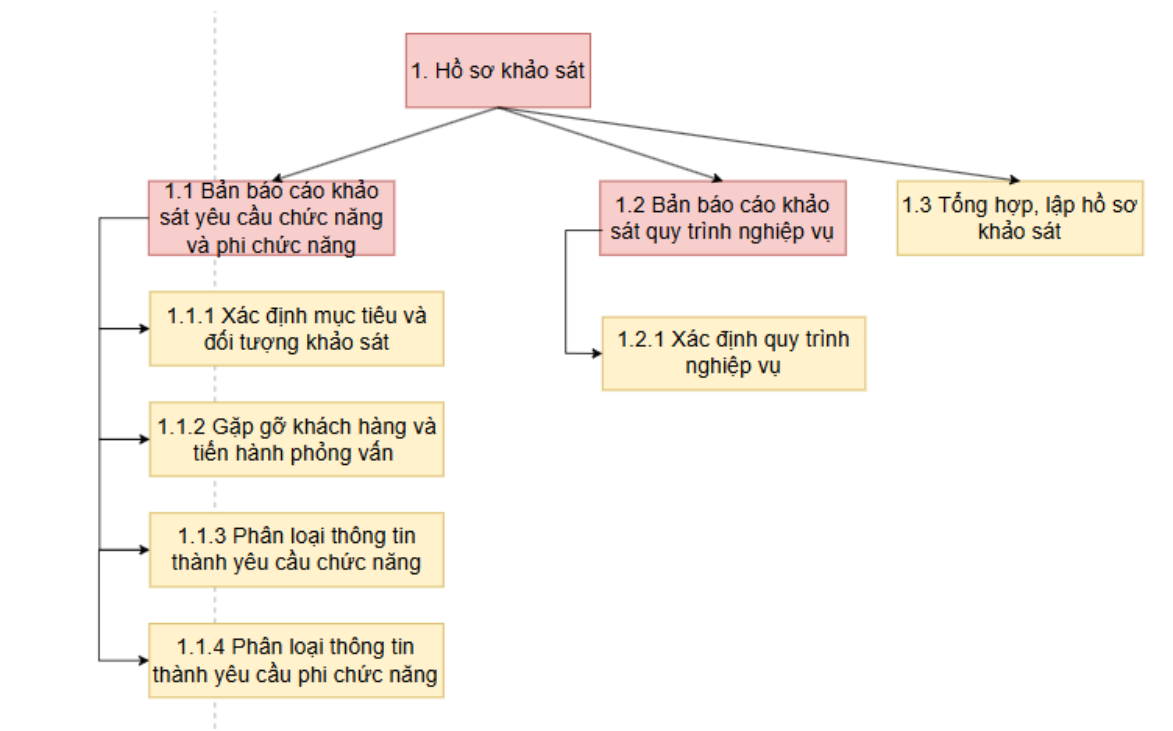 1. Hồ sơ khảo sát
1.1 Bản báo cáo khảo
sát yêu cầu chức năng
và phi chức năng
1.2 Bản báo cáo khảo
sát quy trình nghiệp vụ
1.3 Tổng hợp, lập hồ sơ
khảo sát
1.1.1 Xác định mục tiêu và
đối tượng khảo sát
1.2.1 Xác định quy trình
nghiệp vụ
1.1.2 Gặp gỡ khách hàng và
tiến hành phỏng vấn
1.1.3 Phân loại thông tin
thành yêu cầu chức năng
1.1.4 Phân loại thông tin
thành yêu cầu phi chức năng